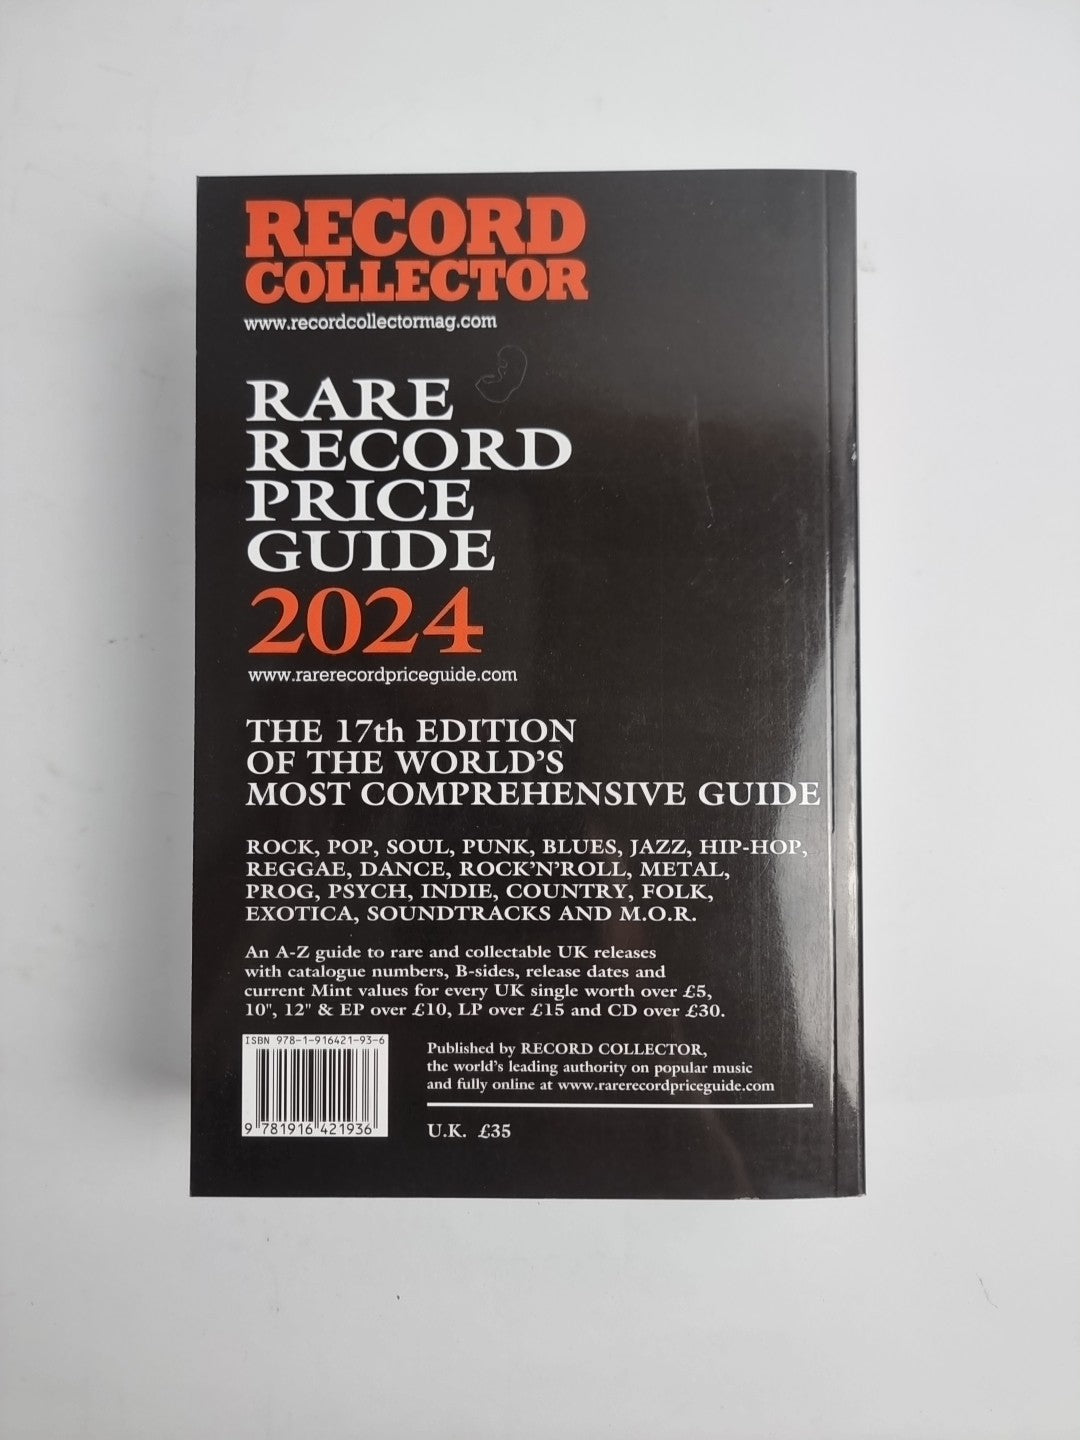 RECORD
COLLECTOR
www.recordcollectormag.com
RARE
RECORD
PRICE
GUIDE
2024
www.rarerecordpriceguide.com
THE 17th EDITION
OF THE WORLD'S
MOST COMPREHENSIVE GUIDE
ROCK, POP, SOUL, PUNK, BLUES, JAZZ, HIP-HOP,
REGGAE, DANCE, ROCK'N'ROLL, METAL,
PROG, PSYCH, INDIE, COUNTRY, FOLK,
EXOTICA, SOUNDTRACKS AND M.O.R.
An A-Z guide to rare and collectable UK releases
with catalogue numbers, B-sides, release dates and
current Mint values for every UK single worth over £5,
10", 12" & EP over £10, LP over £15 and CD over £30.
ISBN 978-1-916421-93-6
9 781916 421936
Published by RECORD COLLECTOR,
the world's leading authority on popular music
and fully online at www.rarerecordpriceguide.com
U.K. £35